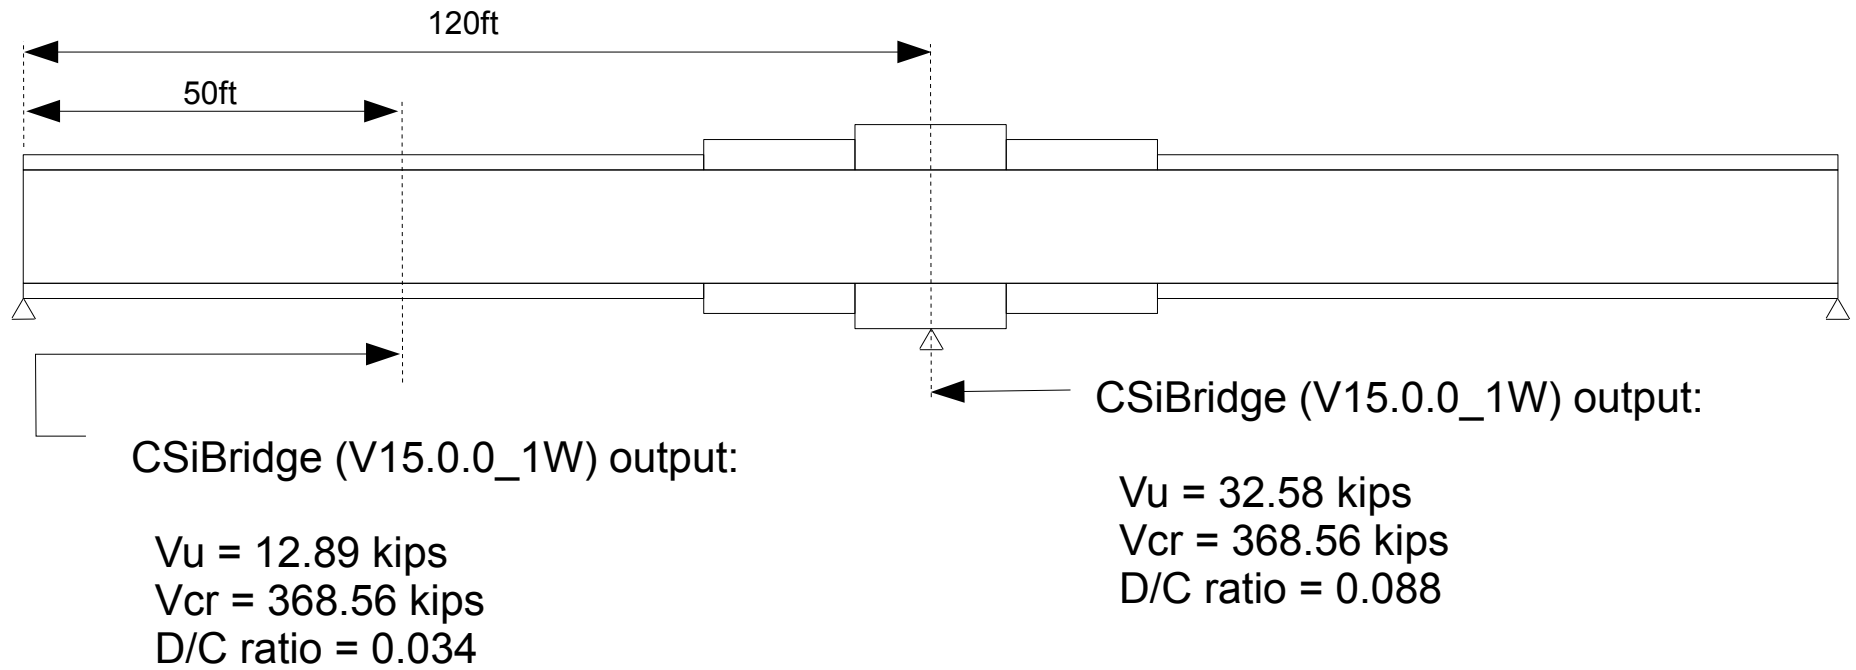 120ft
50ft
CSiBridge (V15.0.0_1W) output:
Vu = 12.89 kips
Vcr = 368.56 kips
D/C ratio = 0.034
CSiBridge (V15.0.0_1W) output:
Vu = 32.58 kips
Vcr = 368.56 kips
D/C ratio = 0.088